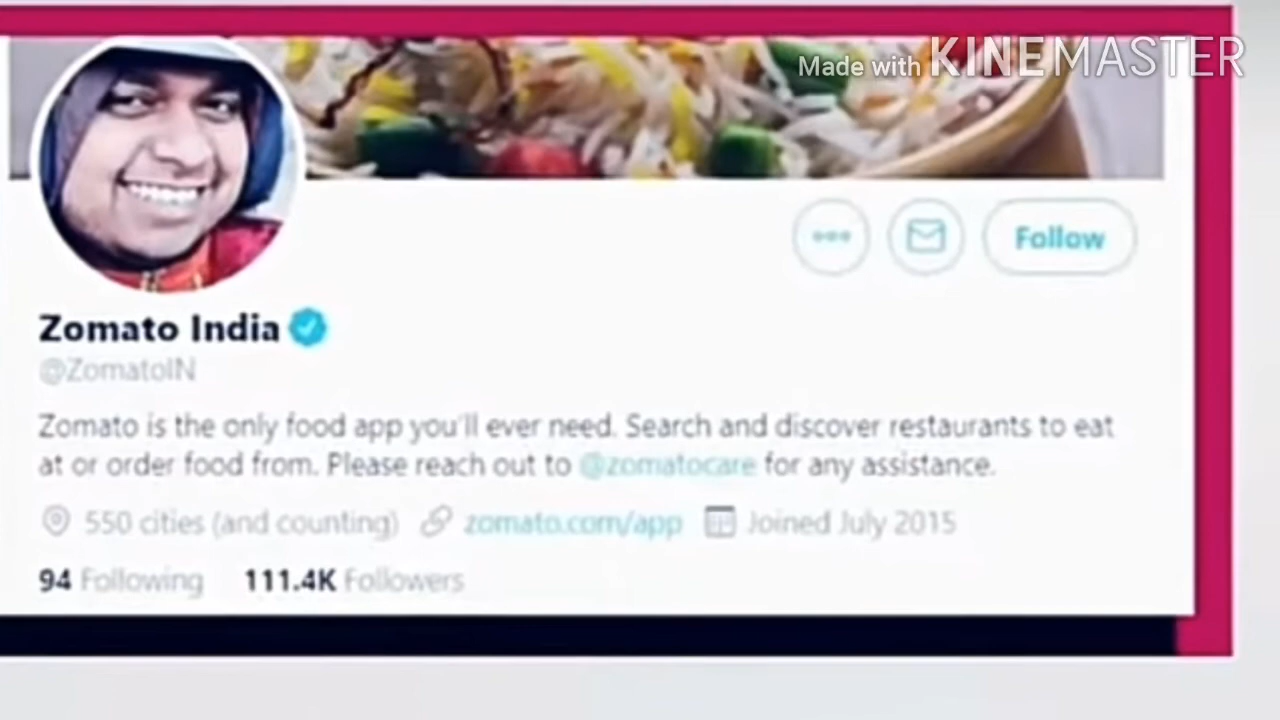 Made with KINEMASTER
Follow
Zomato India
@ZomatoIN
Zomato is the only food app you'll ever need. Search and discover restaurants to eat
at or order food from. Please reach out to @zomatocare for any assistance.
550 cities (and counting) zomato.com/app Joined July 2015
94 Following 111.4K Followers